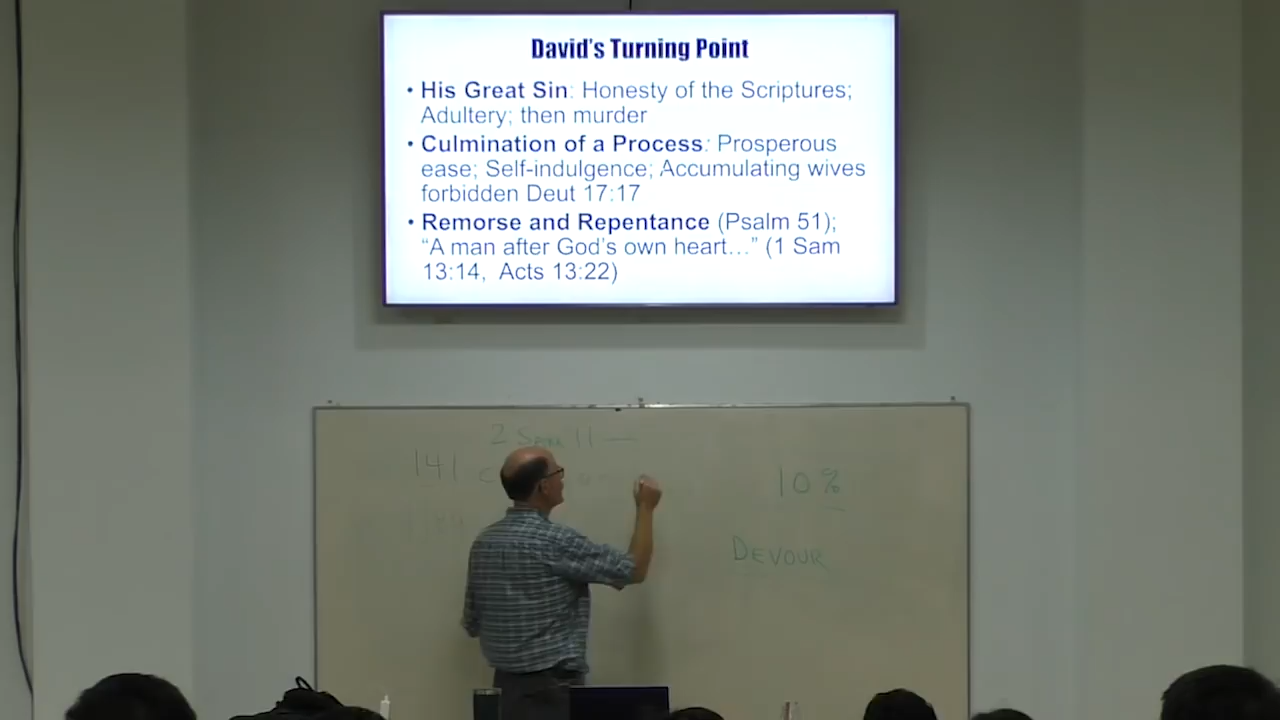 David's Turning Point
• His Great Sin: Honesty of the Scriptures;
Adultery; then murder
• Culmination of a Process: Prosperous
ease; Self-indulgence; Accumulating wives
forbidden Deut 17:17
• Remorse and Repentance (Psalm 51);
“A man after God's own heart…” (1 Sam
13:14, Acts 13:22)
2 Sam 11 —
141
10%
DEVOUR